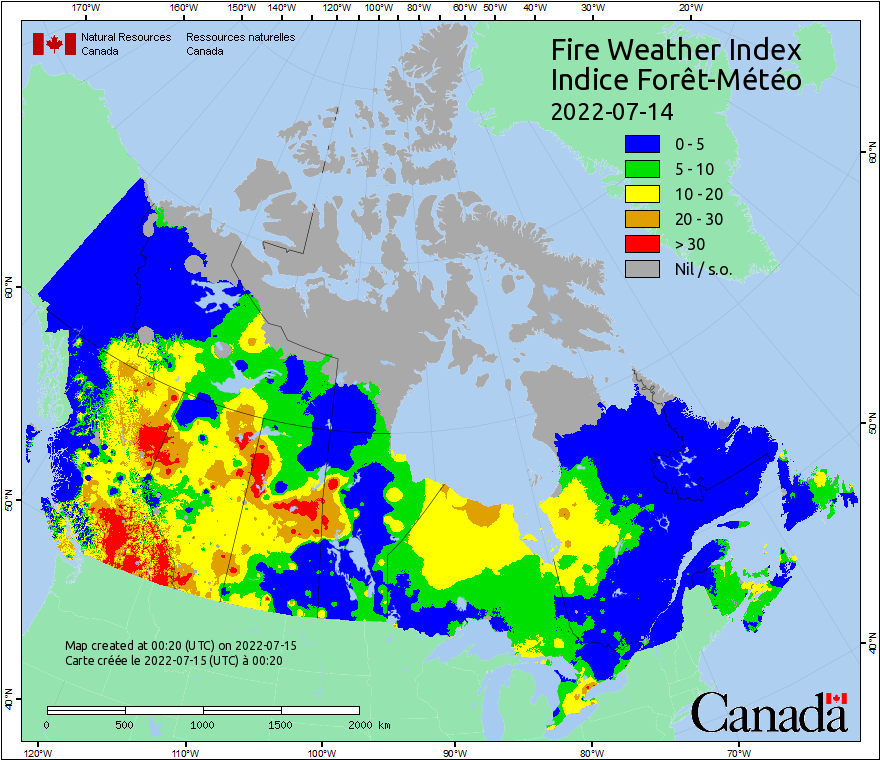 170°W 160°W 150°W 140°W 130°W 120°W 110°W 100°W 90°W 80°W 70°W 60°W 50°W 40°W 30°W 20°W
Natural Resources Ressources naturelles
Canada Canada
Fire Weather Index
Indice Forêt-Météo
2022-07-14
0 - 5
5 - 10
10 - 20
20 - 30
> 30
Nil / s.o.
60°N
60°N
50°N
50°N
40°N
40°N
Map created at 00:20 (UTC) on 2022-07-15
Carte créée le 2022-07-15 (UTC) à 00:20
0 500 1000 1500 2000 km
Canada
120°W 110°W 100°W 90°W 80°W 70°W